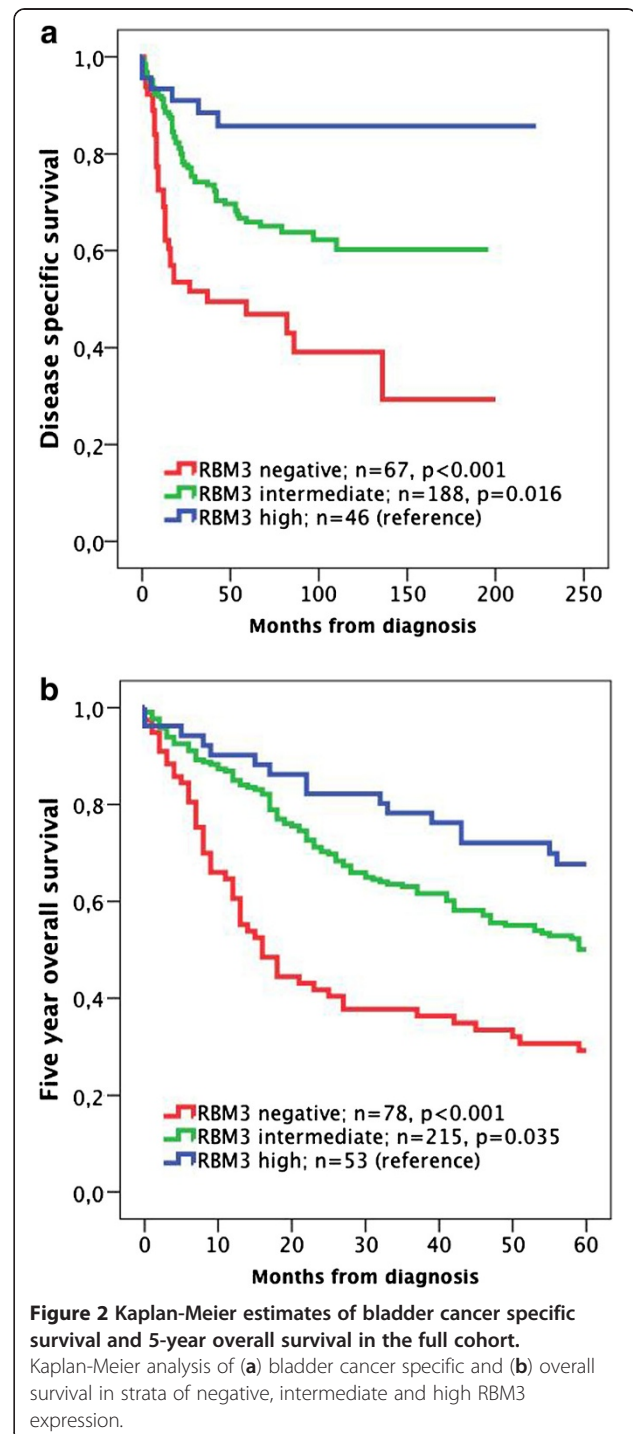 a
1,0
0,8
0,6
0,4
0,2
0,0
Disease specific survival
RBM3 negative; n=67, p<0.001
RBM3 intermediate; n=188, p=0.016
RBM3 high; n=46 (reference)
0 50 100 150 200 250
Months from diagnosis
b
1,0
0,8
0,6
0,4
0,2
0,0
Five year overall survival
RBM3 negative; n=78, p<0.001
RBM3 intermediate; n=215, p=0.035
RBM3 high; n=53 (reference)
0 10 20 30 40 50 60
Months from diagnosis
Figure 2 Kaplan-Meier estimates of bladder cancer specific
survival and 5-year overall survival in the full cohort.
Kaplan-Meier analysis of (a) bladder cancer specific and (b) overall
survival in strata of negative, intermediate and high RBM3
expression.